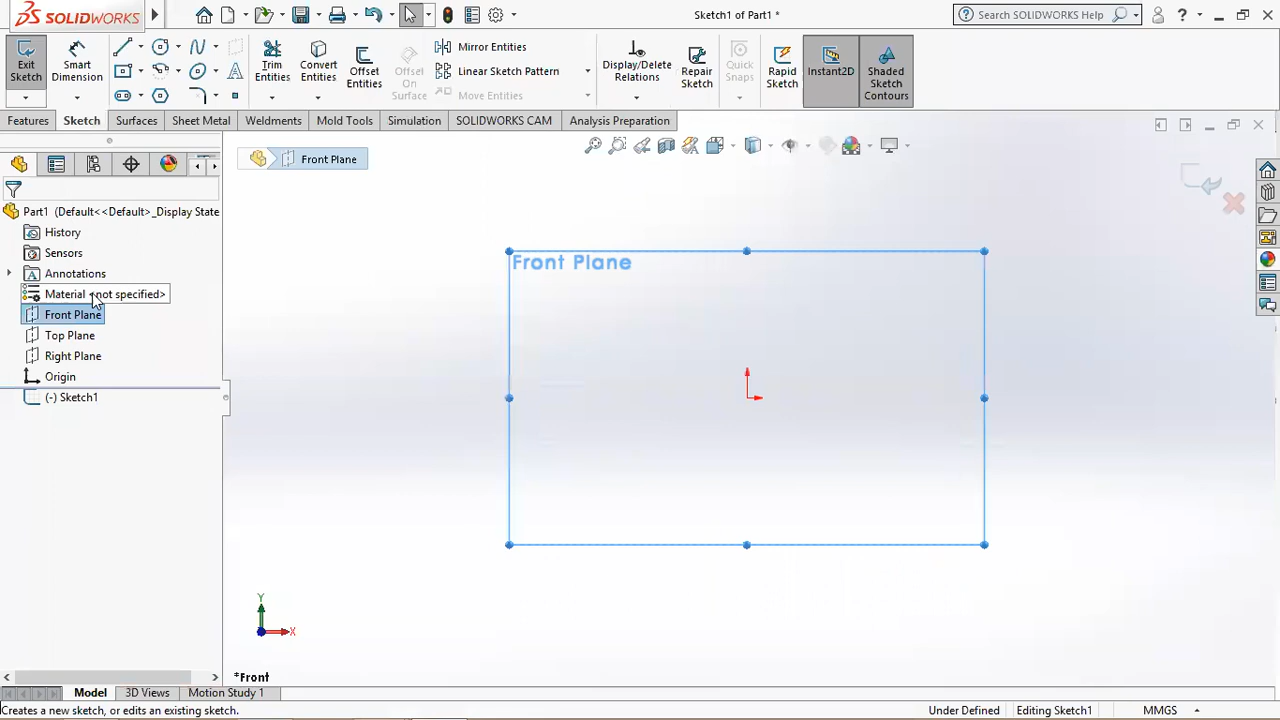 SOLIDWORKS
Sketch1 of Part1 *
Search SOLIDWORKS Help
?
Exit Sketch
Smart Dimension
Trim Entities
Convert Entities
Offset Entities
Offset On Surface
Mirror Entities
Linear Sketch Pattern
Move Entities
Display/Delete Relations
Repair Sketch
Quick Snaps
Rapid Sketch
Instant2D
Shaded Sketch Contours
Features
Sketch
Surfaces
Sheet Metal
Weldments
Mold Tools
Simulation
SOLIDWORKS CAM
Analysis Preparation
Front Plane
Part1 (Default<<Default>_Display State
History
Sensors
Annotations
Material <not specified>
Front Plane
Top Plane
Right Plane
Origin
(-) Sketch1
Front Plane
Y
X
*Front
Model
3D Views
Motion Study 1
Creates a new sketch, or edits an existing sketch.
Under Defined
Editing Sketch1
MMGS